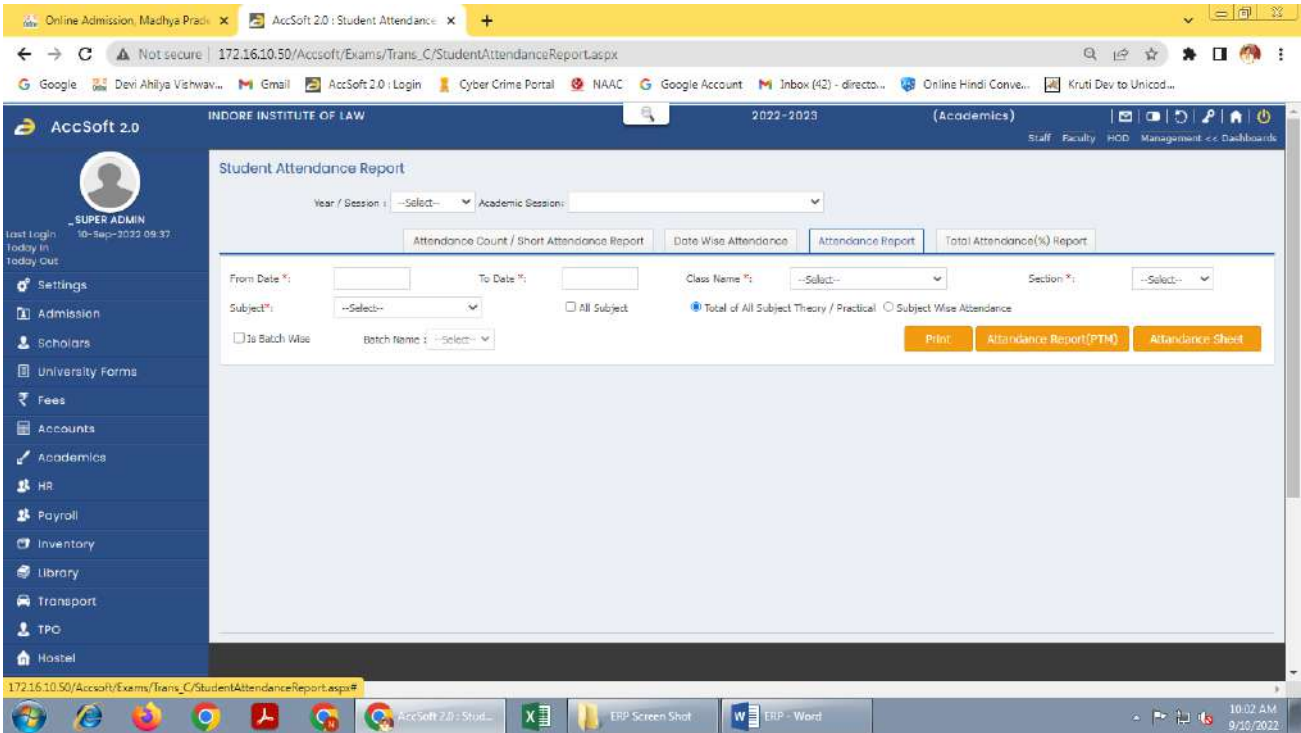 Online Admission, Madhya Prade
AccSoft 2.0 : Student Attendance
Not secure 172.16.10.50/Accsoft/Exams/Trans_C/StudentAttendanceReport.aspx
Google Devi Ahilya Vishwav... Gmail AccSoft 2.0 : Login Cyber Crime Portal NAAC Google Account Inbox (42) - directo... Online Hindi Conve... Kruti Dev to Unicod...
AccSoft 2.0
INDORE INSTITUTE OF LAW 2022-2023 (Academics)
Staff Faculty HOD Management << Dashboards
_SUPER ADMIN
Last Login 10-Sep-2022 09:37
Today In
Today Out
Settings
Admission
Scholars
University Forms
Fees
Accounts
Academics
HR
Payroll
Inventory
Library
Transport
TPO
Hostel
Student Attendance Report
Year / Session : --Select-- Academic Session:
Attendance Count / Short Attendance Report Date Wise Attendance Attendance Report Total Attendance(%) Report
From Date *: To Date *: Class Name *: --Select-- Section *: --Select--
Subject*: --Select-- All Subject Total of All Subject Theory / Practical Subject Wise Attendance
Is Batch Wise Batch Name : --Select-- Print Attandance Report(PTM) Attandance Sheet
172.16.10.50/Accsoft/Exams/Trans_C/StudentAttendanceReport.aspx#
AccSoft 2.0 : Stud... ERP Screen Shot ERP - Word
10:02 AM
9/10/2022